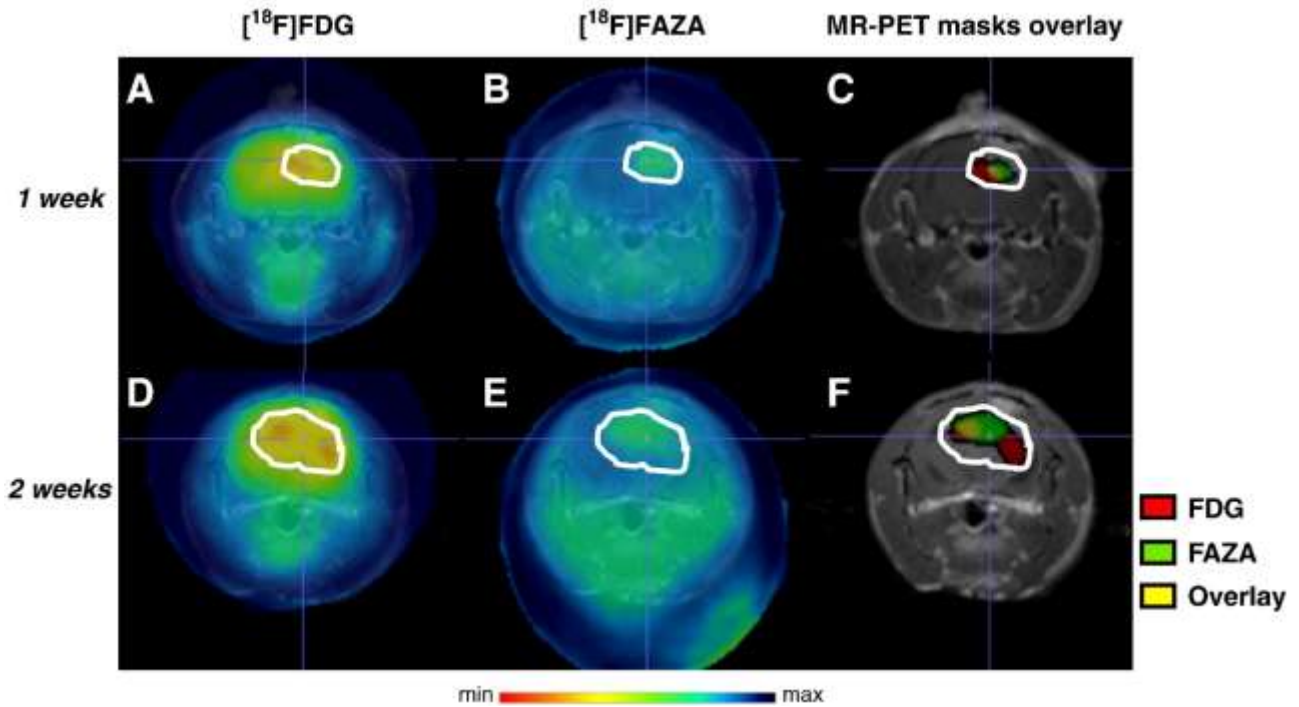 [¹⁸F]FDG [¹⁸F]FAZA MR-PET masks overlay
A B C
1 week
D E F
2 weeks
FDG
FAZA
Overlay
min max